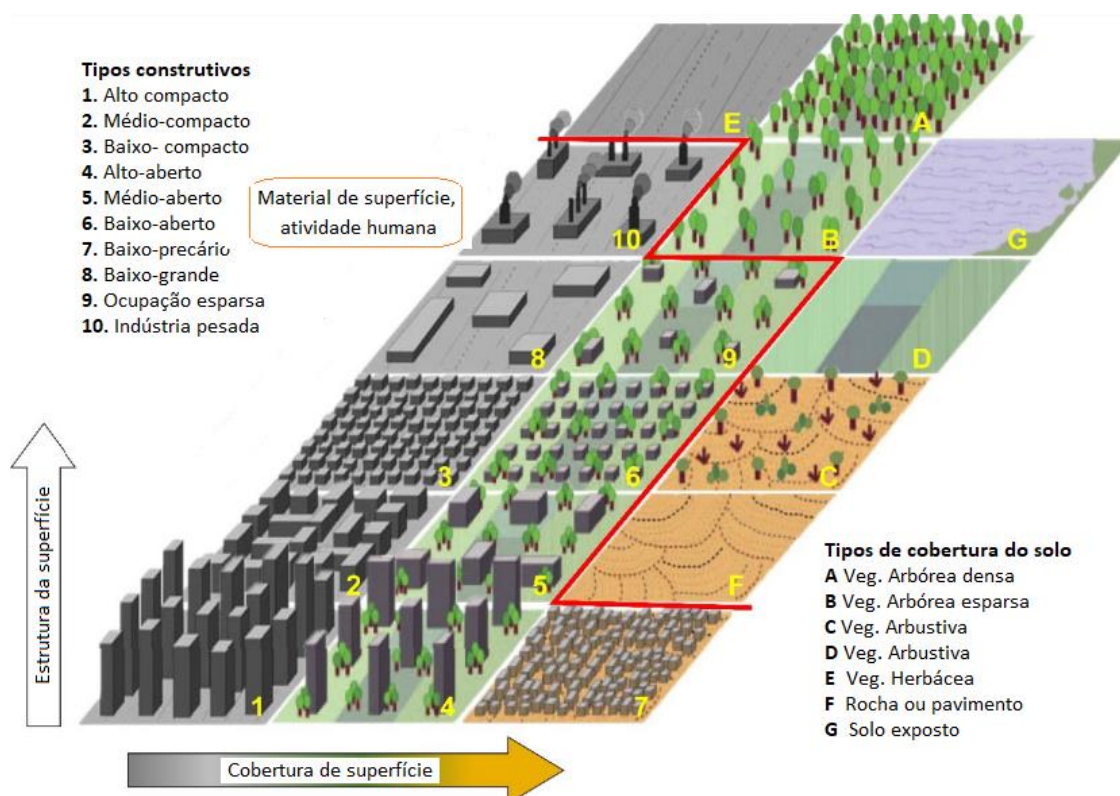 Tipos construtivos
1. Alto compacto
2. Médio-compacto
3. Baixo- compacto
4. Alto-aberto
5. Médio-aberto
6. Baixo-aberto
7. Baixo-precário
8. Baixo-grande
9. Ocupação esparsa
10. Indústria pesada
Material de superfície,
atividade humana
E
A
10
B
G
8
9
D
3
6
C
2
5
F
1
4
7
Estrutura da superfície
Cobertura de superfície
Tipos de cobertura do solo
A Veg. Arbórea densa
B Veg. Arbórea esparsa
C Veg. Arbustiva
D Veg. Arbustiva
E Veg. Herbácea
F Rocha ou pavimento
G Solo exposto